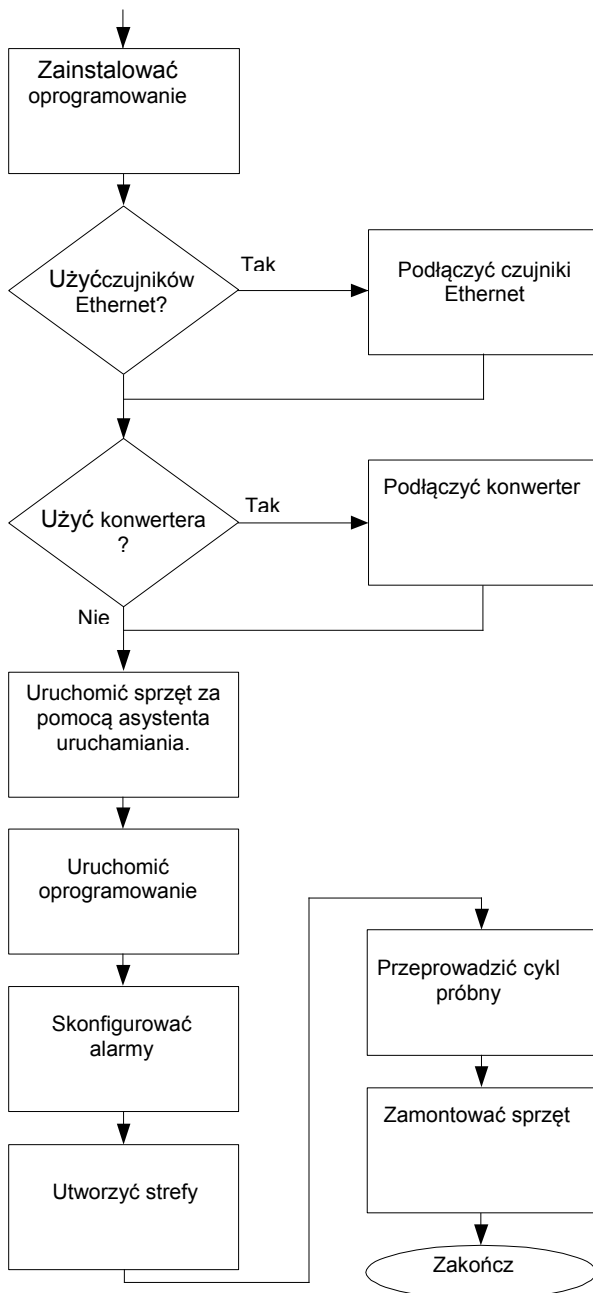 Zainstalować
oprogramowanie
Użyćczujników
Ethernet?
Tak
Podłączyć czujniki
Ethernet
Użyć konwertera
?
Tak
Podłączyć konwerter
Nie
Uruchomić sprzęt za
pomocą asystenta
uruchamiania.
Uruchomić
oprogramowanie
Skonfigurować
alarmy
Utworzyć strefy
Przeprowadzić cykl
próbny
Zamontować sprzęt
Zakończ